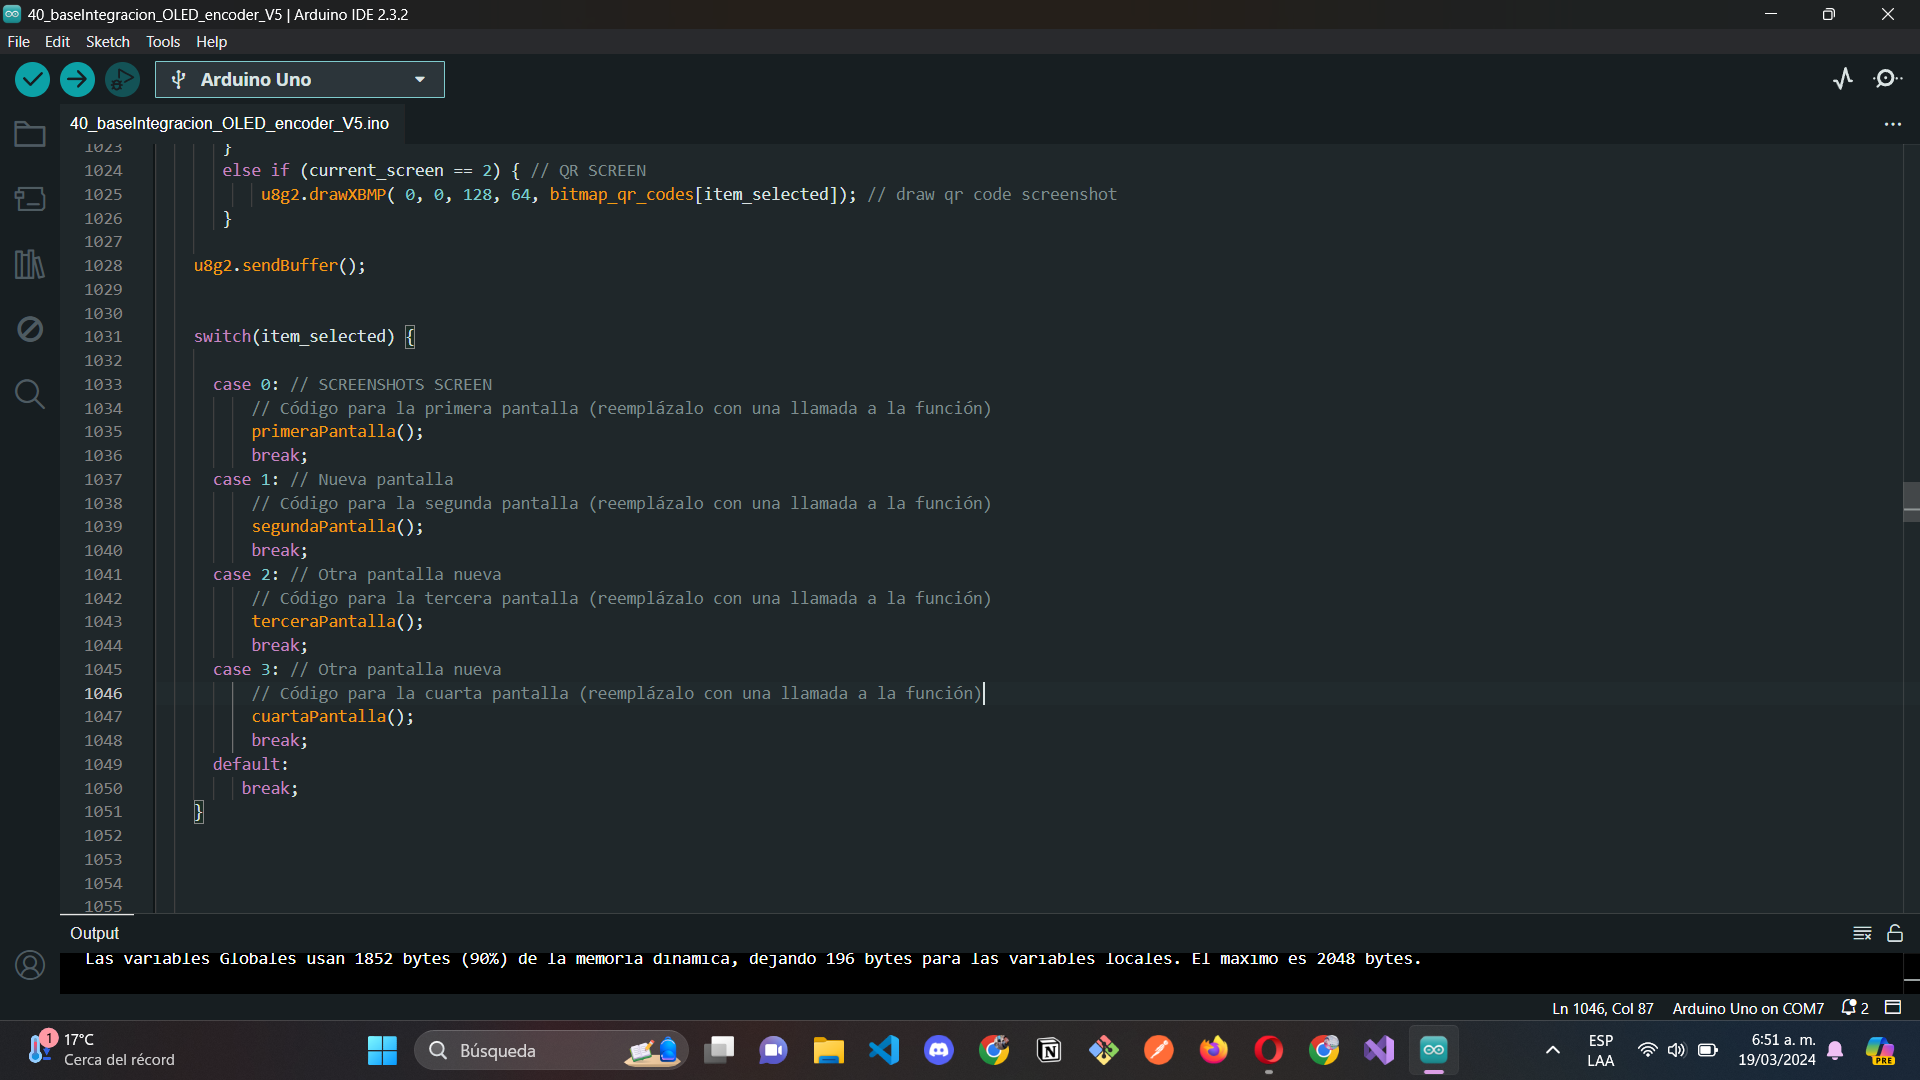 40_baseIntegracion_OLED_encoder_V5 | Arduino IDE 2.3.2
File Edit Sketch Tools Help
Arduino Uno
40_baseIntegracion_OLED_encoder_V5.ino
1023 }
1024 else if (current_screen == 2) { // QR SCREEN
1025 u8g2.drawXBMP( 0, 0, 128, 64, bitmap_qr_codes[item_selected]); // draw qr code screenshot
1026 }
1027
1028 u8g2.sendBuffer();
1029
1030
1031 switch(item_selected) {
1032
1033 case 0: // SCREENSHOTS SCREEN
1034 // Código para la primera pantalla (reemplázalo con una llamada a la función)
1035 primeraPantalla();
1036 break;
1037 case 1: // Nueva pantalla
1038 // Código para la segunda pantalla (reemplázalo con una llamada a la función)
1039 segundaPantalla();
1040 break;
1041 case 2: // Otra pantalla nueva
1042 // Código para la tercera pantalla (reemplázalo con una llamada a la función)
1043 terceraPantalla();
1044 break;
1045 case 3: // Otra pantalla nueva
1046 // Código para la cuarta pantalla (reemplázalo con una llamada a la función)
1047 cuartaPantalla();
1048 break;
1049 default:
1050 break;
1051 }
1052
1053
1054
1055
Output
Las variables Globales usan 1852 bytes (90%) de la memoria dinámica, dejando 196 bytes para las variables locales. El máximo es 2048 bytes.
Ln 1046, Col 87 Arduino Uno on COM7 2
1
17°C
Cerca del récord
Búsqueda
ESP
LAA
6:51 a. m.
19/03/2024
PRE